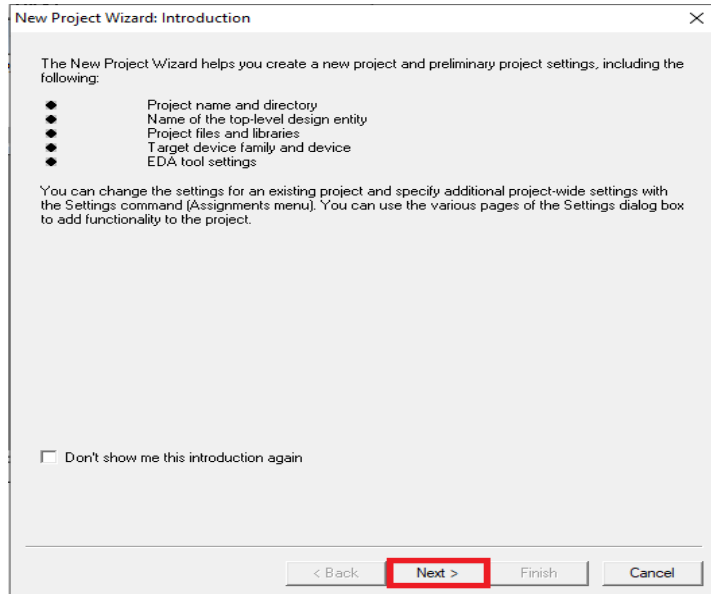 New Project Wizard: Introduction
The New Project Wizard helps you create a new project and preliminary project settings, including the
following:
Project name and directory
Name of the top-level design entity
Project files and libraries
Target device family and device
EDA tool settings
You can change the settings for an existing project and specify additional project-wide settings with
the Settings command (Assignments menu). You can use the various pages of the Settings dialog box
to add functionality to the project.
Don't show me this introduction again
< Back Next > Finish Cancel